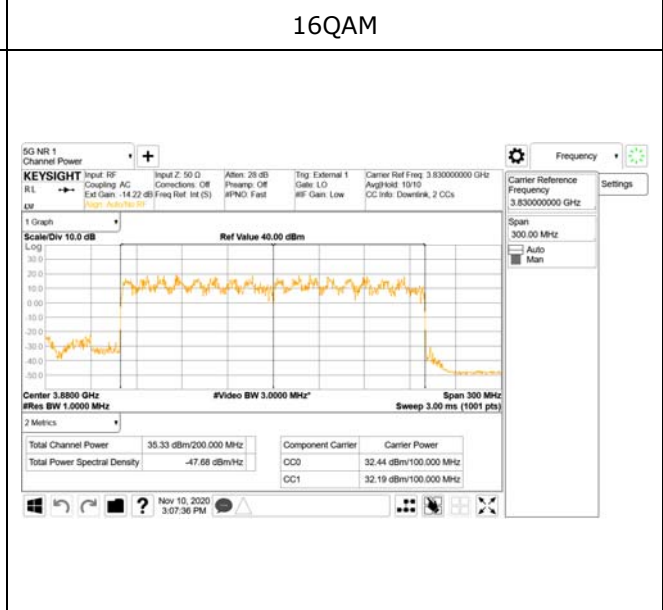 16QAM
5G NR 1
Channel Power
Frequency
KEYSIGHT Input: RF Input Z: 50 Ω Atten: 28 dB Trig: External 1 Carrier Ref Freq: 3.830000000 GHz
RL Coupling: AC Corrections: Off Preamp: Off Gate: LO Avg|Hold: 10/10
Ext Gain: -14.22 dB Freq Ref: Int (S) #PNO: Fast #IF Gain: Low CC Info: Downlink, 2 CCs
Align: Auto/No RF
Carrier Reference
Frequency
3.830000000 GHz
Settings
Span
300.00 MHz
Auto
Man
1 Graph
Scale/Div 10.0 dB Ref Value 40.00 dBm
Log
30.0
20.0
10.0
0.00
-10.0
-20.0
-30.0
-40.0
-50.0
Center 3.8800 GHz #Video BW 3.0000 MHz* Span 300 MHz
#Res BW 1.0000 MHz Sweep 3.00 ms (1001 pts)
2 Metrics
Total Channel Power 35.33 dBm/200.000 MHz Component Carrier Carrier Power
Total Power Spectral Density -47.68 dBm/Hz CC0 32.44 dBm/100.000 MHz
CC1 32.19 dBm/100.000 MHz
? Nov 10, 2020
3:07:36 PM